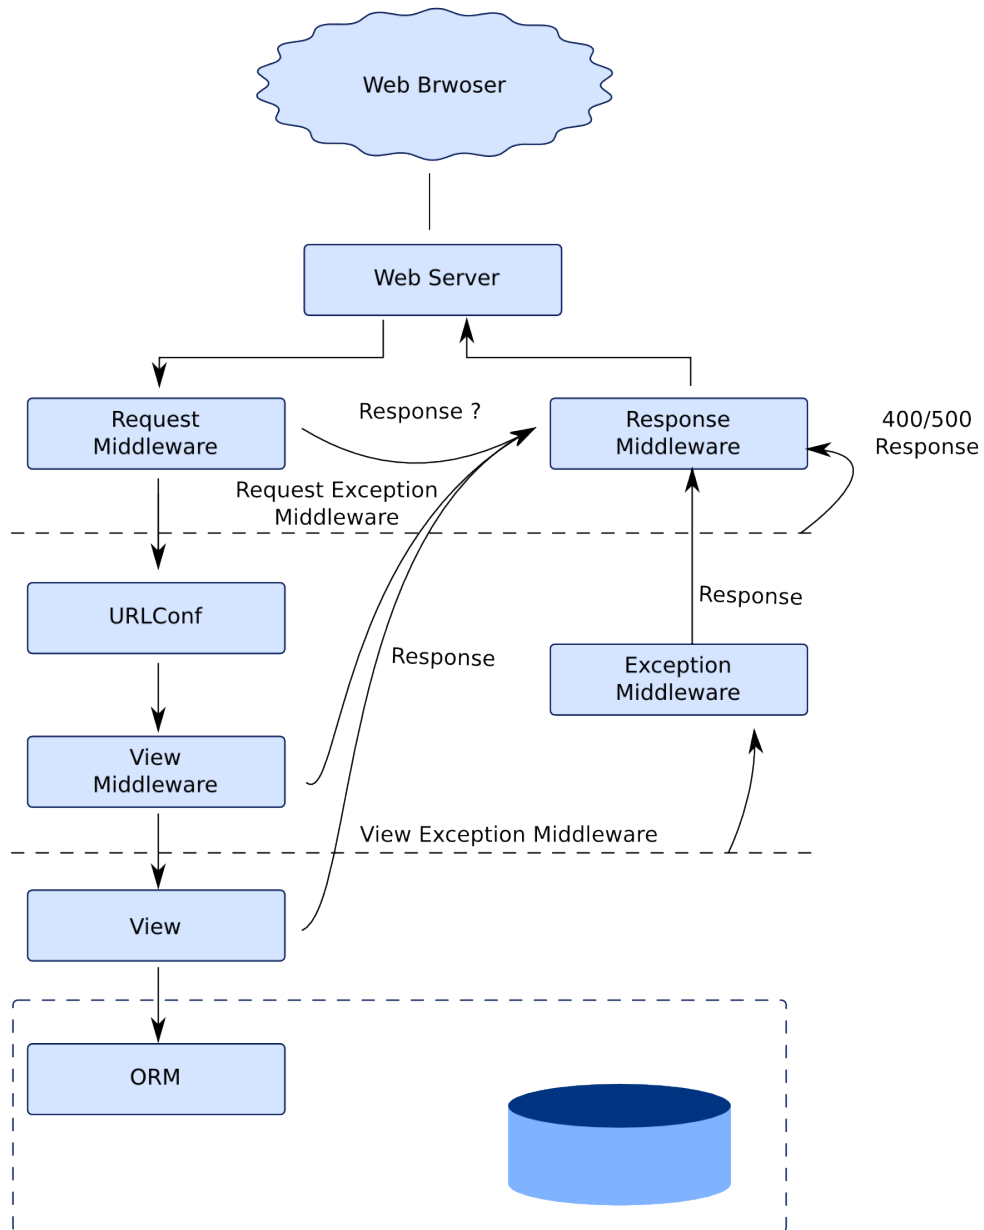 Web Brwoser
Web Server
Request
Middleware
Response ?
Response
Middleware
400/500
Response
Request Exception
Middleware
URLConf
Response
Response
Exception
Middleware
View
Middleware
View Exception Middleware
View
ORM